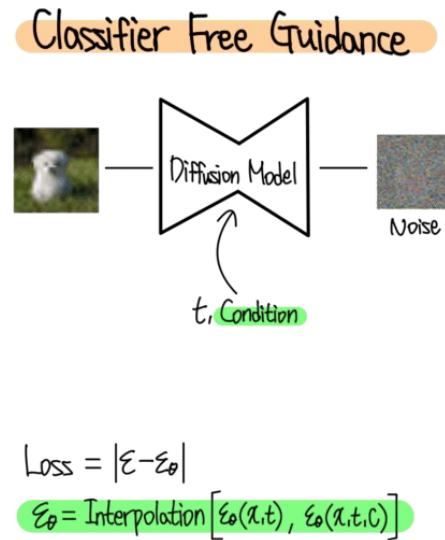 Classifier Free Guidance
Diffusion Model
Noise
t, Condition
Loss = |ε-εθ|
εθ = Interpolation [εθ(x,t), εθ(x,t,c)]